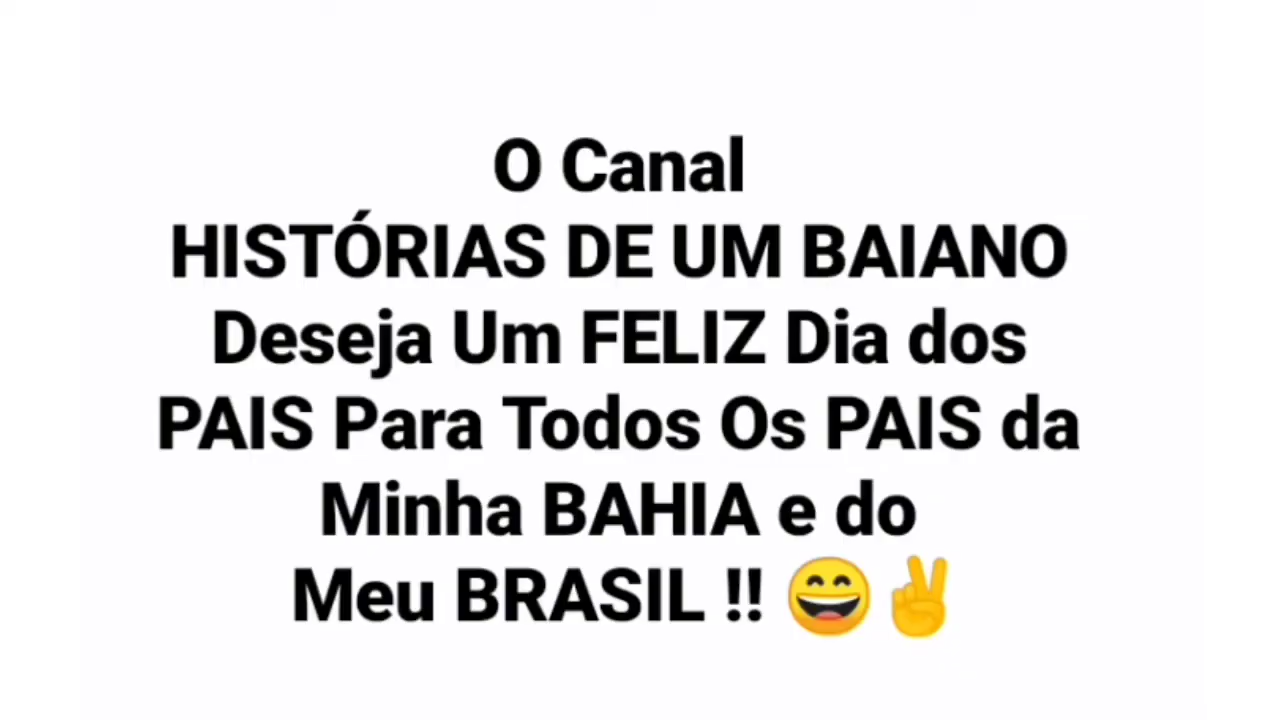 O Canal
HISTÓRIAS DE UM BAIANO
Deseja Um FELIZ Dia dos
PAIS Para Todos Os PAIS da
Minha BAHIA e do
Meu BRASIL !! 😄✌